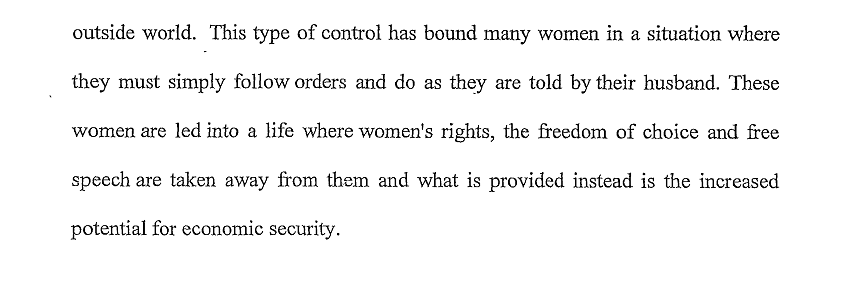 outside world. This type of control has bound many women in a situation where
they must simply follow orders and do as they are told by their husband. These
women are led into a life where women's rights, the freedom of choice and free
speech are taken away from them and what is provided instead is the increased
potential for economic security.